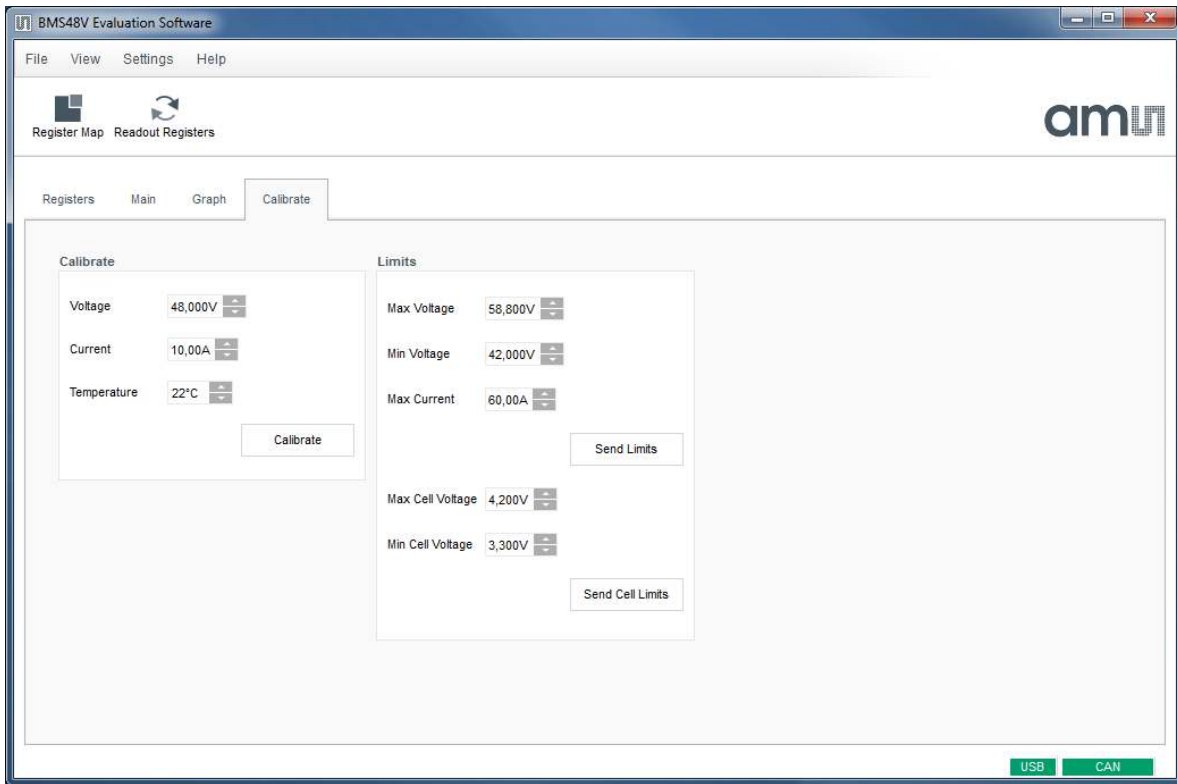 BMS48V Evaluation Software
File View Settings Help
am
Register Map Readout Registers
Registers Main Graph Calibrate
Calibrate
Voltage 48,000V
Current 10,00A
Temperature 22°C
Calibrate
Limits
Max Voltage 58,800V
Min Voltage 42,000V
Max Current 60,00A
Send Limits
Max Cell Voltage 4,200V
Min Cell Voltage 3,300V
Send Cell Limits
USB CAN